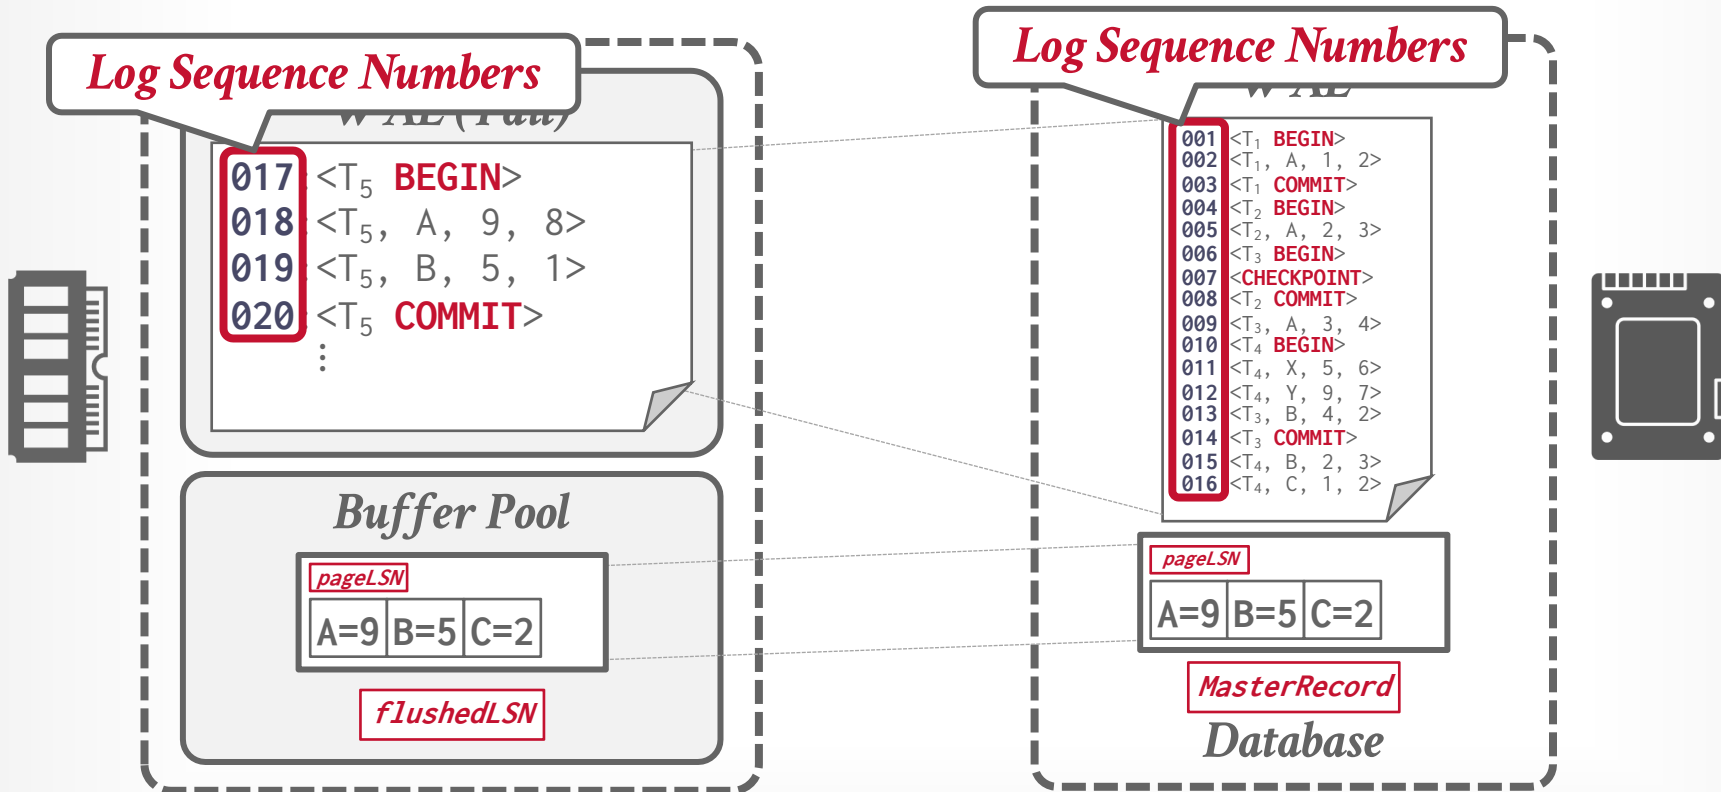 Log Sequence Numbers
WAL (Tail)
017 <T5 BEGIN>
018 <T5, A, 9, 8>
019 <T5, B, 5, 1>
020 <T5 COMMIT>
⋮
Buffer Pool
pageLSN
A=9 B=5 C=2
flushedLSN
Log Sequence Numbers
WAL
001 <T1 BEGIN>
002 <T1, A, 1, 2>
003 <T1 COMMIT>
004 <T2 BEGIN>
005 <T2, A, 2, 3>
006 <T3 BEGIN>
007 <CHECKPOINT>
008 <T2 COMMIT>
009 <T3, A, 3, 4>
010 <T4 BEGIN>
011 <T4, X, 5, 6>
012 <T4, Y, 9, 7>
013 <T3, B, 4, 2>
014 <T3 COMMIT>
015 <T4, B, 2, 3>
016 <T4, C, 1, 2>
pageLSN
A=9 B=5 C=2
MasterRecord
Database